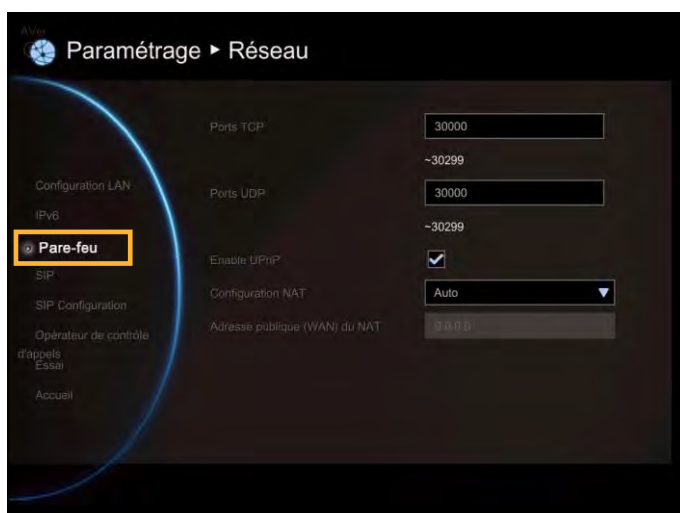 AVer
Paramétrage ► Réseau
Ports TCP
30000
~30299
Configuration LAN
Ports UDP
30000
IPv6
~30299
Pare-feu
Enable UPnP
SIP
Configuration NAT
Auto
SIP Configuration
Adresse publique (WAN) du NAT
0.0.0.0
Opérateur de contrôle
d'appels
Essai
Accueil